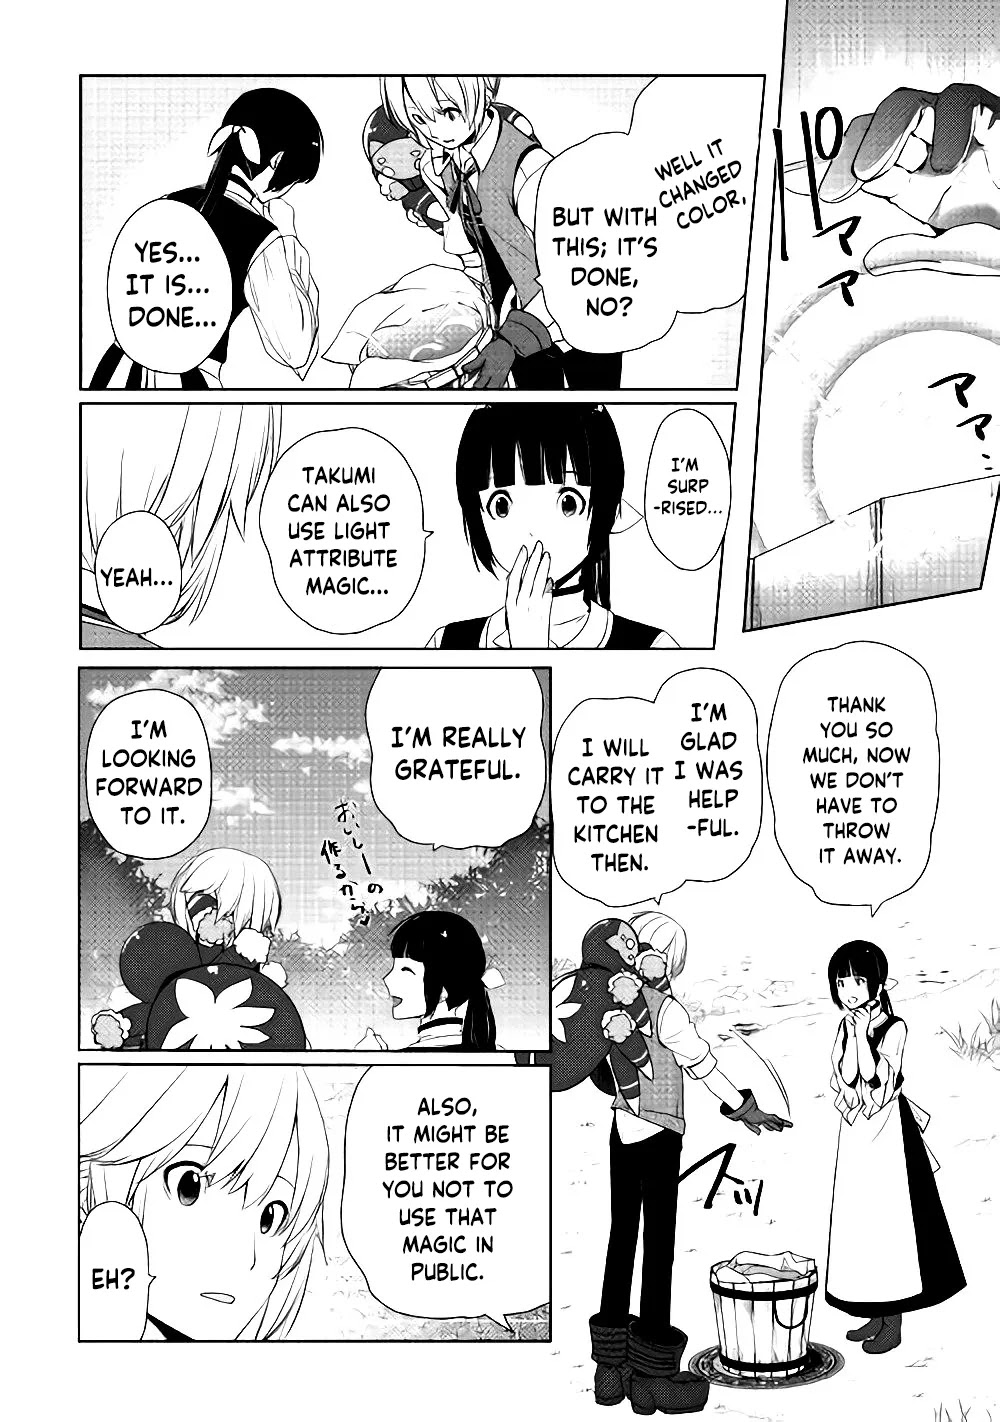 パァァ
ァァ...
WELL IT
CHANGED
COLOR,
BUT WITH
THIS; IT'S
DONE,
NO?
YES...
IT IS...
DONE...
I'M
SURP
-RISED...
TAKUMI
CAN ALSO
USE LIGHT
ATTRIBUTE
MAGIC...
YEAH...
THANK
YOU SO
MUCH, NOW
WE DON'T
HAVE TO
THROW
IT AWAY.
I'M
GLAD
I WAS
HELP
-FUL.
I WILL
CARRY IT
TO THE
KITCHEN
THEN.
ズッ
I'M REALLY
GRATEFUL.
おいしーの
作るから♪
I'M
LOOKING
FORWARD
TO IT.
ALSO,
IT MIGHT BE
BETTER FOR
YOU NOT TO
USE THAT
MAGIC IN
PUBLIC.
EH?